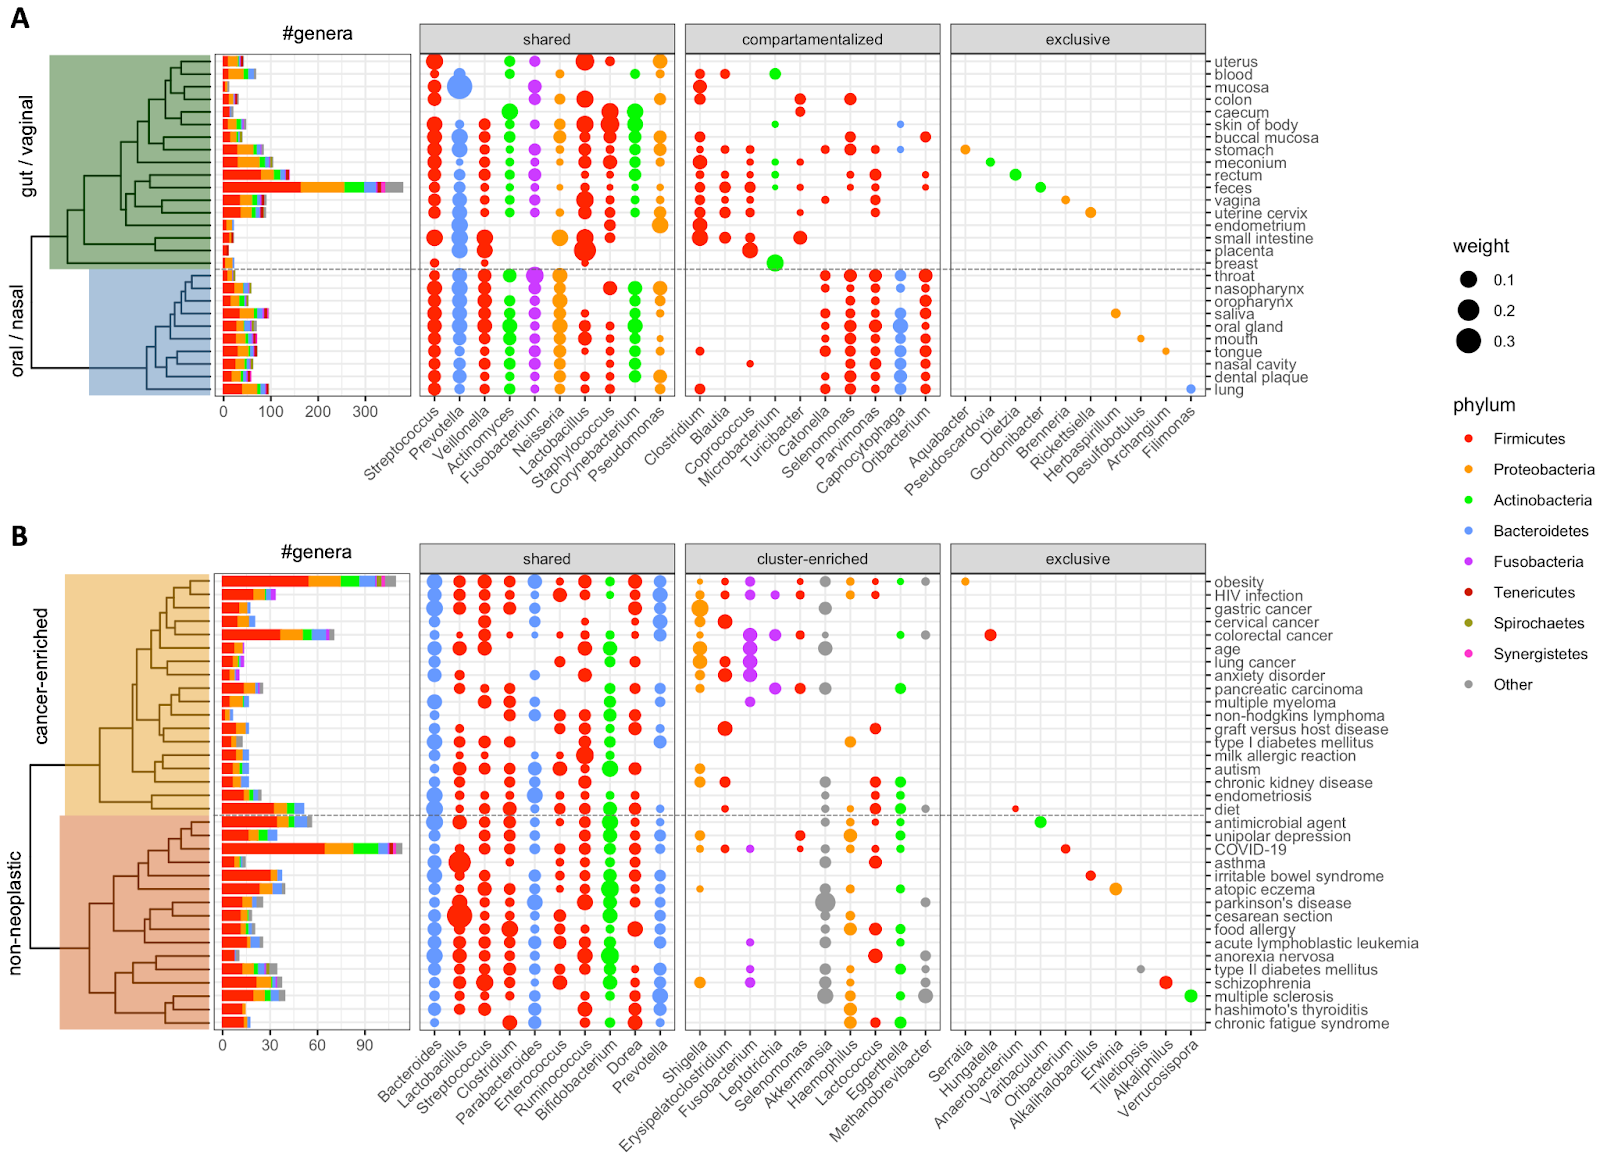 A
#genera
shared
compartamentalized
exclusive
gut / vaginal
oral / nasal
uterus
blood
mucosa
colon
caecum
skin of body
buccal mucosa
stomach
meconium
rectum
feces
vagina
uterine cervix
endometrium
small intestine
placenta
breast
throat
nasopharynx
oropharynx
saliva
oral gland
mouth
tongue
nasal cavity
dental plaque
lung
0 100 200 300
Streptococcus
Prevotella
Veillonella
Actinomyces
Fusobacterium
Neisseria
Lactobacillus
Staphylococcus
Corynebacterium
Pseudomonas
Clostridium
Blautia
Coprococcus
Microbacterium
Turicibacter
Catonella
Selenomonas
Parvimonas
Capnocytophaga
Oribacterium
Aquabacter
Pseudoscardovia
Dietzia
Gordonibacter
Brenneria
Rickettsiella
Herbaspirillum
Desulfobotulus
Archangium
Filimonas
weight
0.1
0.2
0.3
phylum
Firmicutes
Proteobacteria
Actinobacteria
Bacteroidetes
Fusobacteria
Tenericutes
Spirochaetes
Synergistetes
Other
B
#genera
shared
cluster-enriched
exclusive
cancer-enriched
non-neoplastic
obesity
HIV infection
gastric cancer
cervical cancer
colorectal cancer
age
lung cancer
anxiety disorder
pancreatic carcinoma
multiple myeloma
non-hodgkins lymphoma
graft versus host disease
type I diabetes mellitus
milk allergic reaction
autism
chronic kidney disease
endometriosis
diet
antimicrobial agent
unipolar depression
COVID-19
asthma
irritable bowel syndrome
atopic eczema
parkinson's disease
cesarean section
food allergy
acute lymphoblastic leukemia
anorexia nervosa
type II diabetes mellitus
schizophrenia
multiple sclerosis
hashimoto's thyroiditis
chronic fatigue syndrome
0 30 60 90
Bacteroides
Lactobacillus
Streptococcus
Clostridium
Parabacteroides
Enterococcus
Ruminococcus
Bifidobacterium
Dorea
Prevotella
Shigella
Erysipelatoclostridium
Fusobacterium
Leptotrichia
Selenomonas
Akkermansia
Haemophilus
Lactococcus
Eggerthella
Methanobrevibacter
Serratia
Hungatella
Anaerobacterium
Varibaculum
Oribacterium
Alkalihalobacillus
Erwinia
Tilletiopsis
Alkaliphilus
Verrucosispora